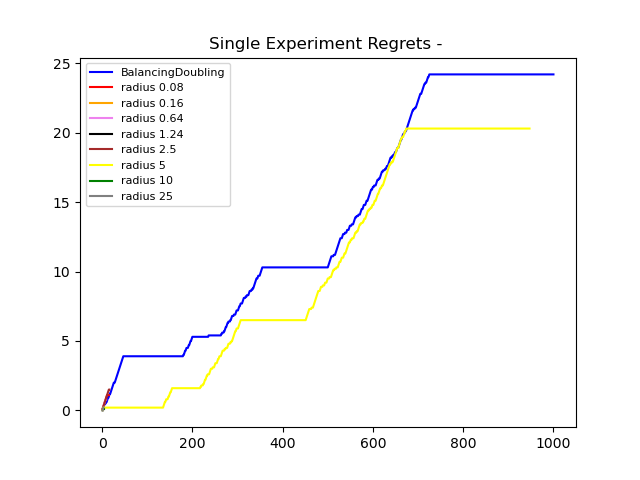 Single Experiment Regrets -
25
20
15
10
5
0
BalancingDoubling
radius 0.08
radius 0.16
radius 0.64
radius 1.24
radius 2.5
radius 5
radius 10
radius 25
0 200 400 600 800 1000